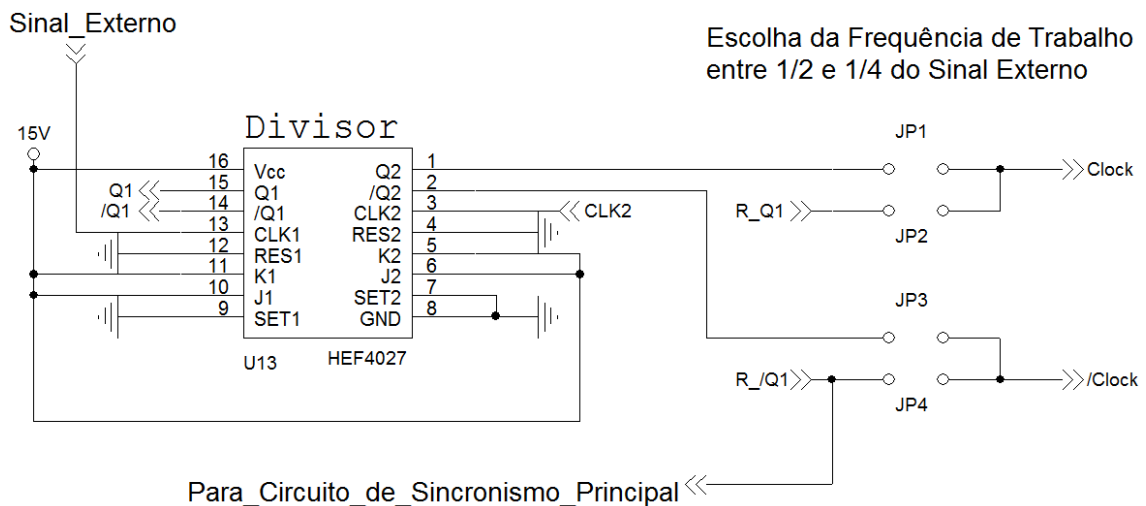 Sinal_Externo
Escolha da Frequência de Trabalho
entre 1/2 e 1/4 do Sinal Externo
15V
Divisor
JP1
16 Vcc Q2 1
Q1 15 Q1 /Q2 2
/Q1 14 /Q1 CLK2 3 CLK2
13 CLK1 RES2 4
12 RES1 K2 5
11 K1 J2 6
10 J1 SET2 7
9 SET1 GND 8
U13 HEF4027
Clock
R_Q1
JP2
JP3
R_/Q1 /Clock
JP4
Para_Circuito_de_Sincronismo_Principal